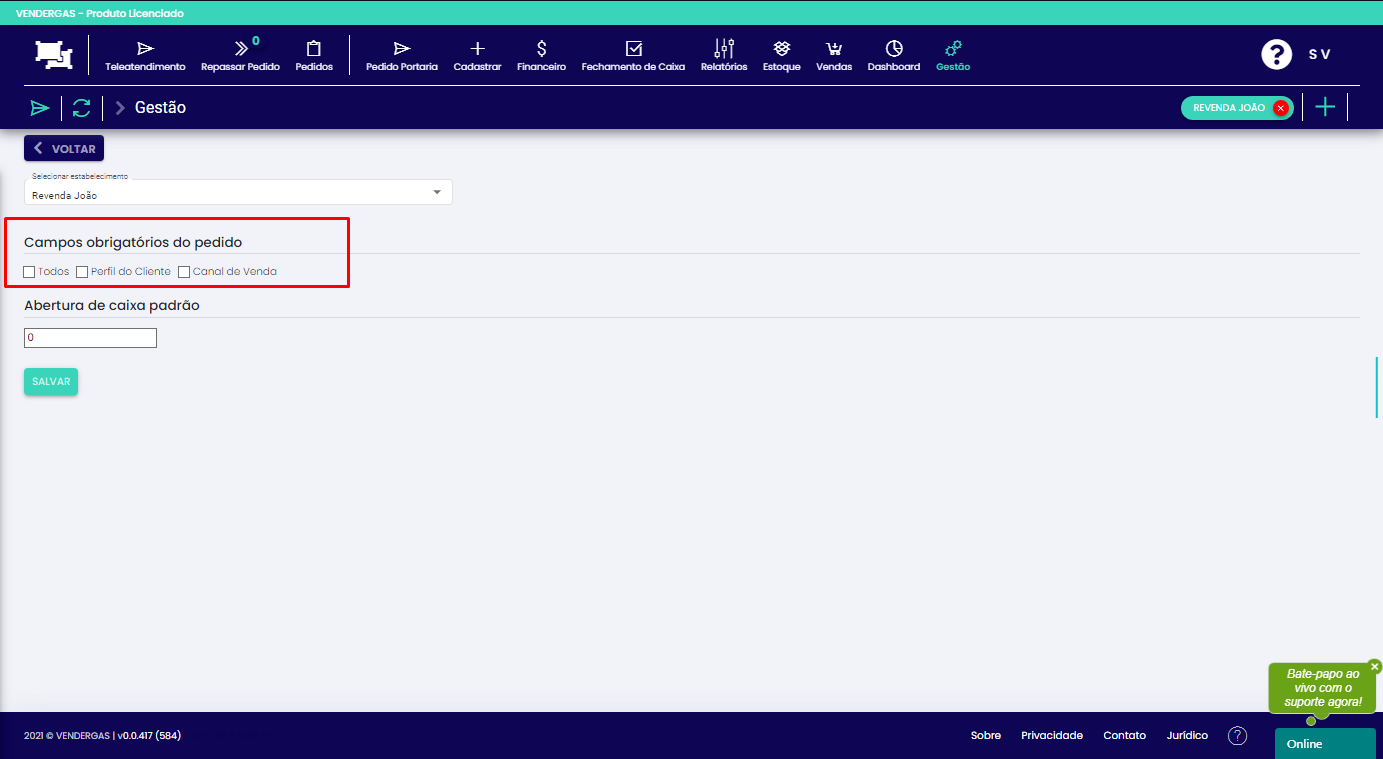 VENDERGAS - Produto Licenciado
0
Teleatendimento Repassar Pedido Pedidos Pedido Portaria Cadastrar Financeiro Fechamento de Caixa Relatórios Estoque Vendas Dashboard Gestão ? S V
Gestão REVENDA JOÃO
VOLTAR
Selecionar estabelecimento
Revenda João
Campos obrigatórios do pedido
Todos Perfil do Cliente Canal de Venda
Abertura de caixa padrão
0
SALVAR
Bate-papo ao
vivo com o
suporte agora!
2021 © VENDERGAS | v0.0.417 (584) Sobre Privacidade Contato Jurídico ?
Online